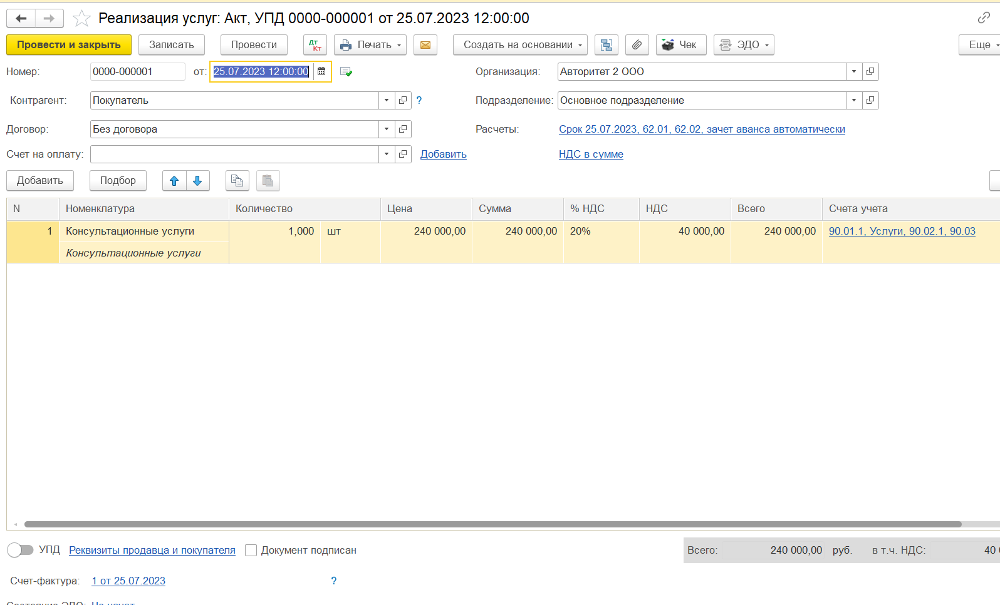 Реализация услуг: Акт, УПД 0000-000001 от 25.07.2023 12:00:00
Провести и закрыть Записать Провести Дт Кт Печать Создать на основании Чек ЭДО Еще
Номер: 0000-000001 от: 25.07.2023 12:00:00 Организация: Авторитет 2 ООО
Контрагент: Покупатель ? Подразделение: Основное подразделение
Договор: Без договора Расчеты: Срок 25.07.2023, 62.01, 62.02, зачет аванса автоматически
Счет на оплату: Добавить НДС в сумме
Добавить Подбор
N Номенклатура Количество Цена Сумма % НДС НДС Всего Счета учета
1 Консультационные услуги 1,000 шт 240 000,00 240 000,00 20% 40 000,00 240 000,00 90.01.1, Услуги, 90.02.1, 90.03
Консультационные услуги
УПД Реквизиты продавца и покупателя Документ подписан Всего: 240 000,00 руб. в т.ч. НДС: 40
Счет-фактура: 1 от 25.07.2023 ?
Состояние ЭДО: Не начат